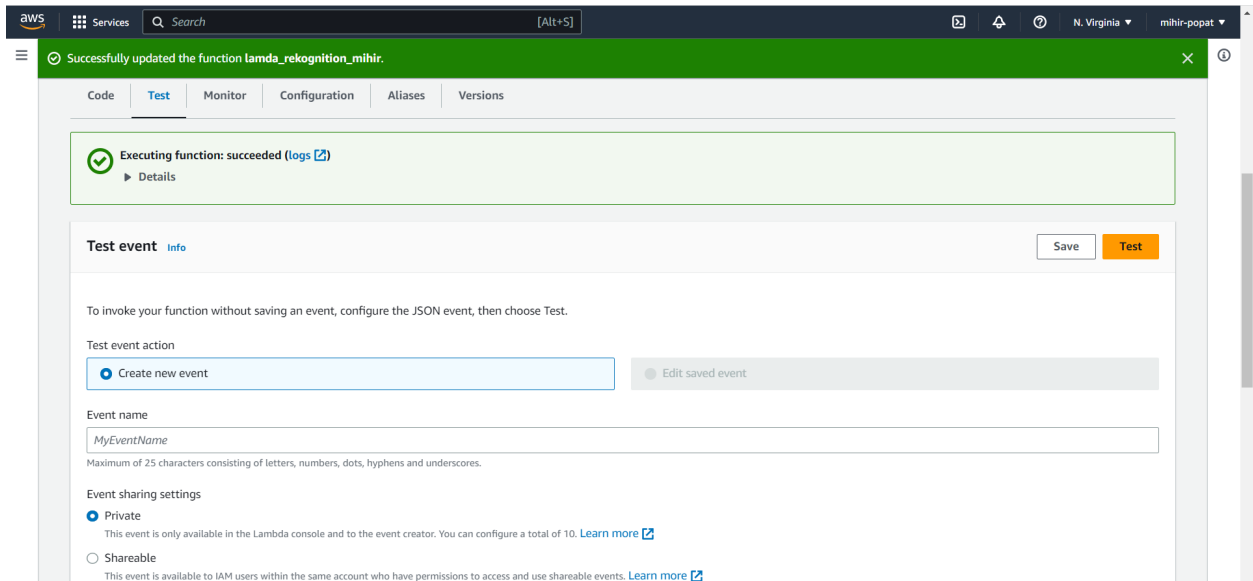 aws Services Search [Alt+S] N. Virginia ▼ mihir-popat ▼
Successfully updated the function lamda_rekognition_mihir.
Code Test Monitor Configuration Aliases Versions
Executing function: succeeded (logs)
Details
Test event Info Save Test
To invoke your function without saving an event, configure the JSON event, then choose Test.
Test event action
Create new event Edit saved event
Event name
MyEventName
Maximum of 25 characters consisting of letters, numbers, dots, hyphens and underscores.
Event sharing settings
Private
This event is only available in the Lambda console and to the event creator. You can configure a total of 10. Learn more
Shareable
This event is available to IAM users within the same account who have permissions to access and use shareable events. Learn more